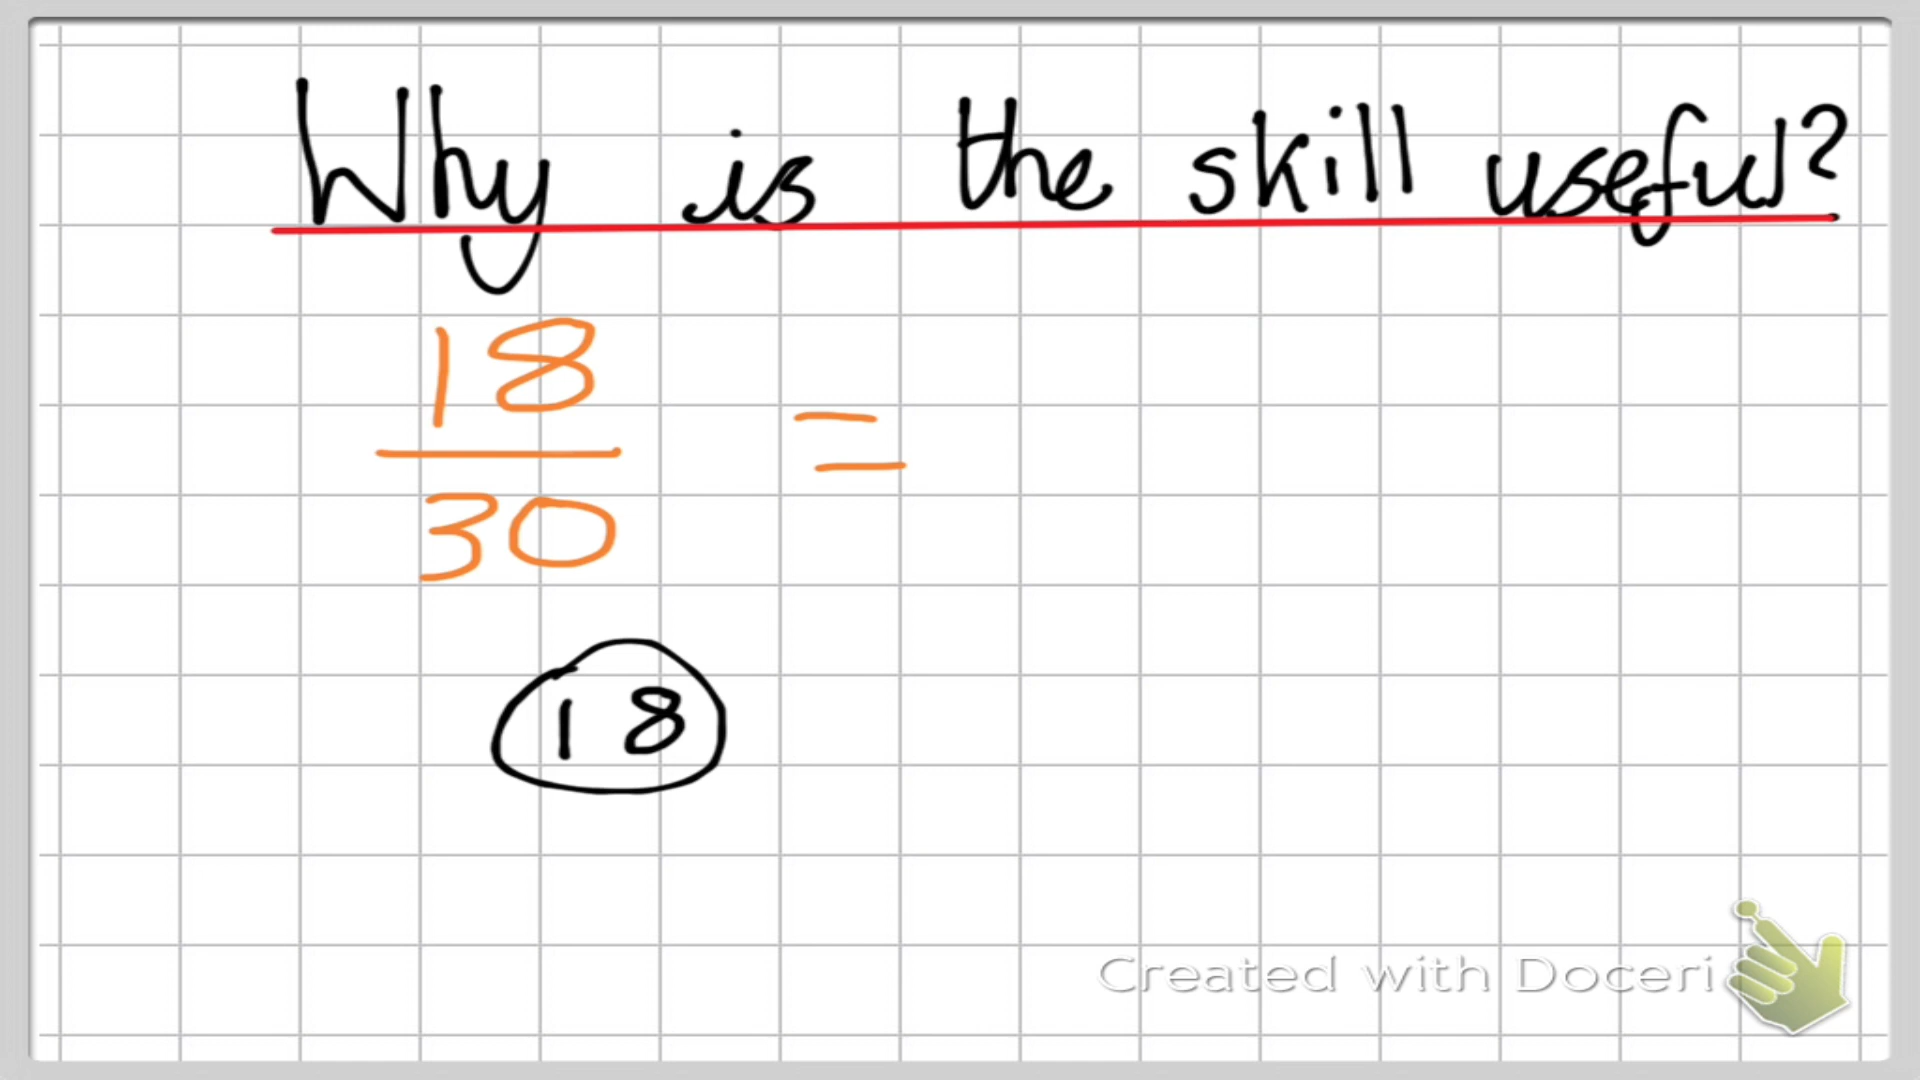 Why is the skill useful?
18
30
=
18
Created with Doceri